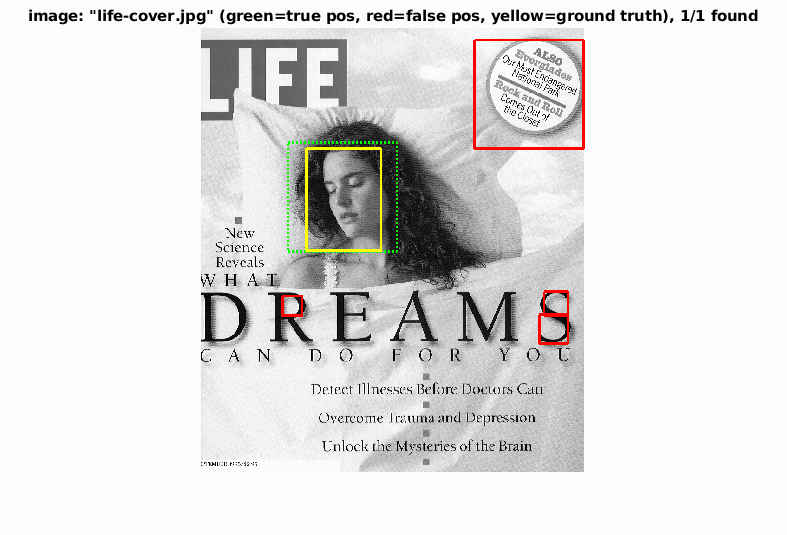 image: "life-cover.jpg" (green=true pos, red=false pos, yellow=ground truth), 1/1 found
LIFE
ALSO
Everglades
Our Most Endangered
National Park
Rock and Roll
Comes Out of
the Closet
New
Science
Reveals
WHAT
DREAMS
CAN DO FOR YOU
Detect Illnesses Before Doctors Can
Overcome Trauma and Depression
Unlock the Mysteries of the Brain